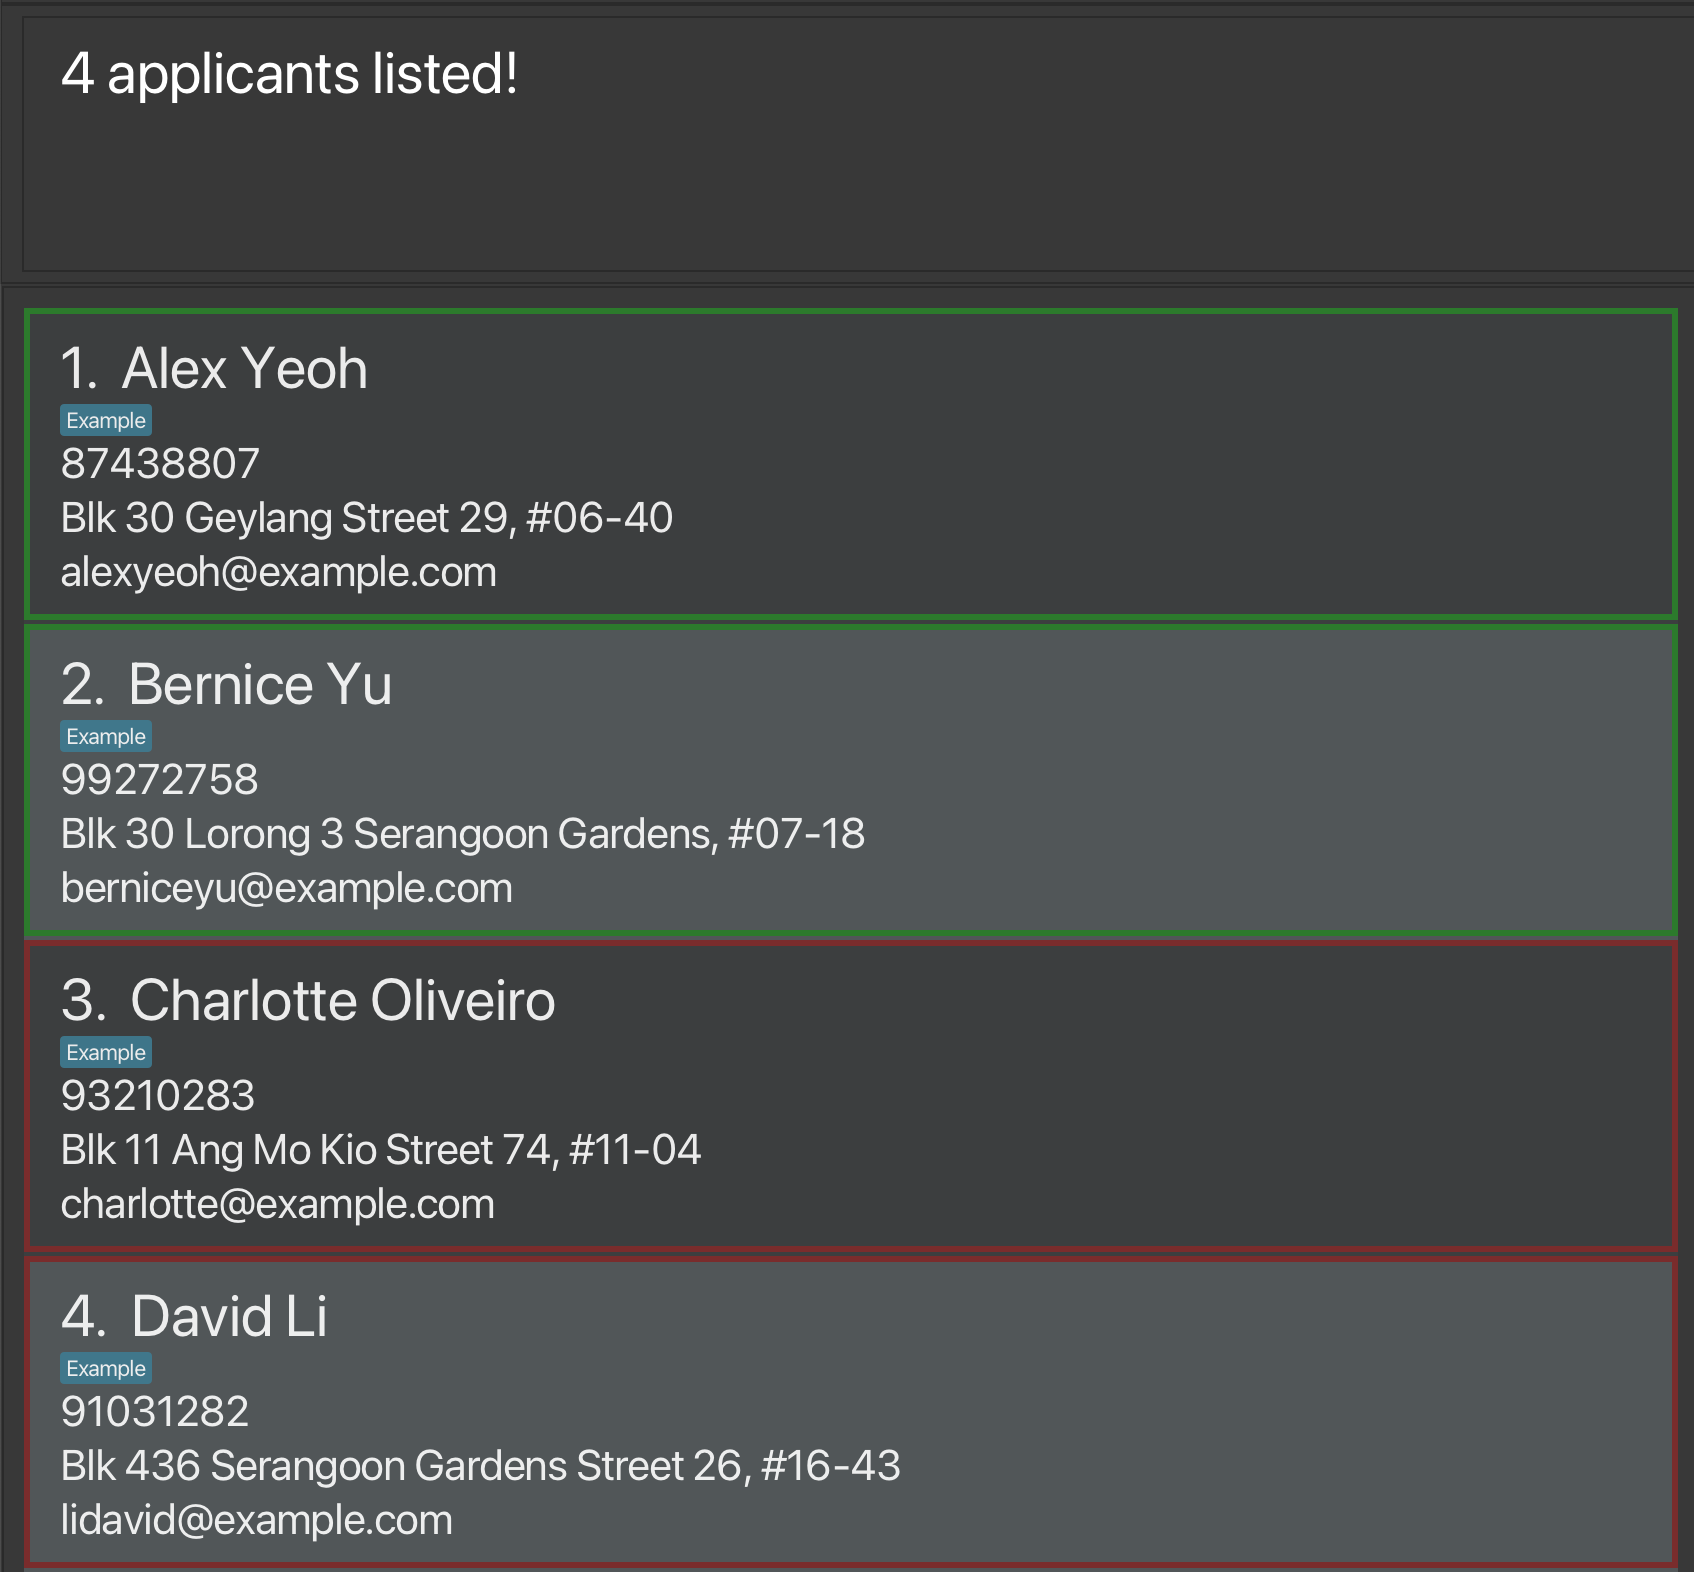 4 applicants listed!
1. Alex Yeoh
Example
87438807
Blk 30 Geylang Street 29, #06-40
alexyeoh@example.com
2. Bernice Yu
Example
99272758
Blk 30 Lorong 3 Serangoon Gardens, #07-18
berniceyu@example.com
3. Charlotte Oliveiro
Example
93210283
Blk 11 Ang Mo Kio Street 74, #11-04
charlotte@example.com
4. David Li
Example
91031282
Blk 436 Serangoon Gardens Street 26, #16-43
lidavid@example.com